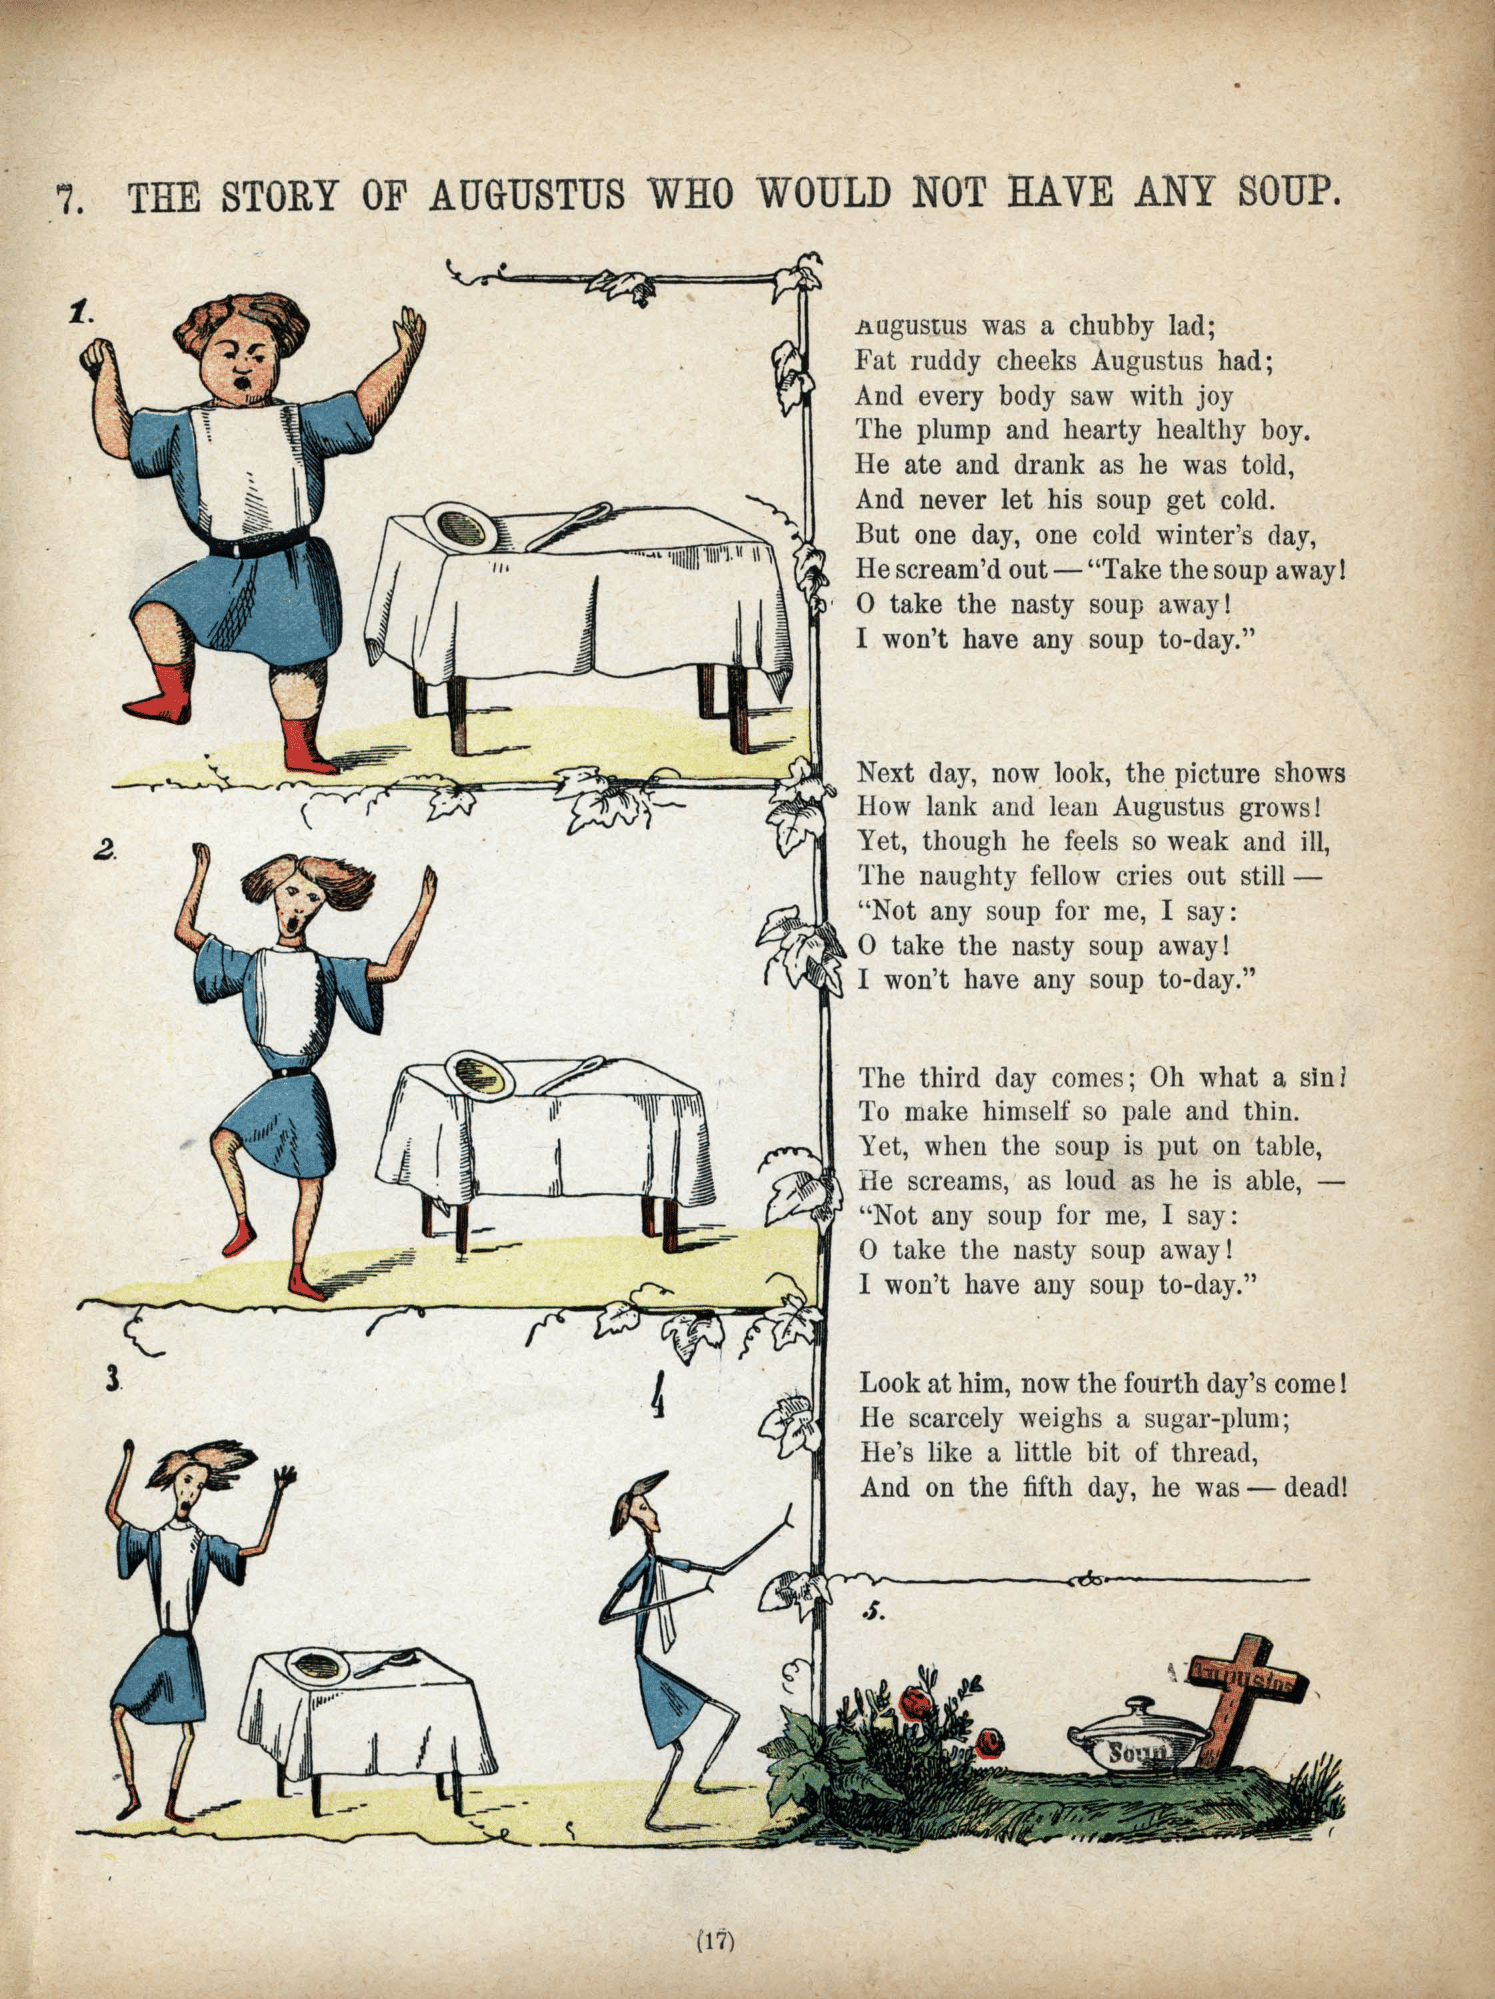 7. THE STORY OF AUGUSTUS WHO WOULD NOT HAVE ANY SOUP.
1.
Augustus was a chubby lad;
Fat ruddy cheeks Augustus had;
And every body saw with joy
The plump and hearty healthy boy.
He ate and drank as he was told,
And never let his soup get cold.
But one day, one cold winter's day,
He scream'd out — “Take the soup away!
O take the nasty soup away!
I won't have any soup to-day.”
2.
Next day, now look, the picture shows
How lank and lean Augustus grows!
Yet, though he feels so weak and ill,
The naughty fellow cries out still —
“Not any soup for me, I say:
O take the nasty soup away!
I won't have any soup to-day.”
The third day comes; Oh what a sin!
To make himself so pale and thin.
Yet, when the soup is put on table,
He screams, as loud as he is able, —
“Not any soup for me, I say:
O take the nasty soup away!
I won't have any soup to-day.”
3.
4
Look at him, now the fourth day's come!
He scarcely weighs a sugar-plum;
He's like a little bit of thread,
And on the fifth day, he was — dead!
5.
Augustus
Soup
(17)